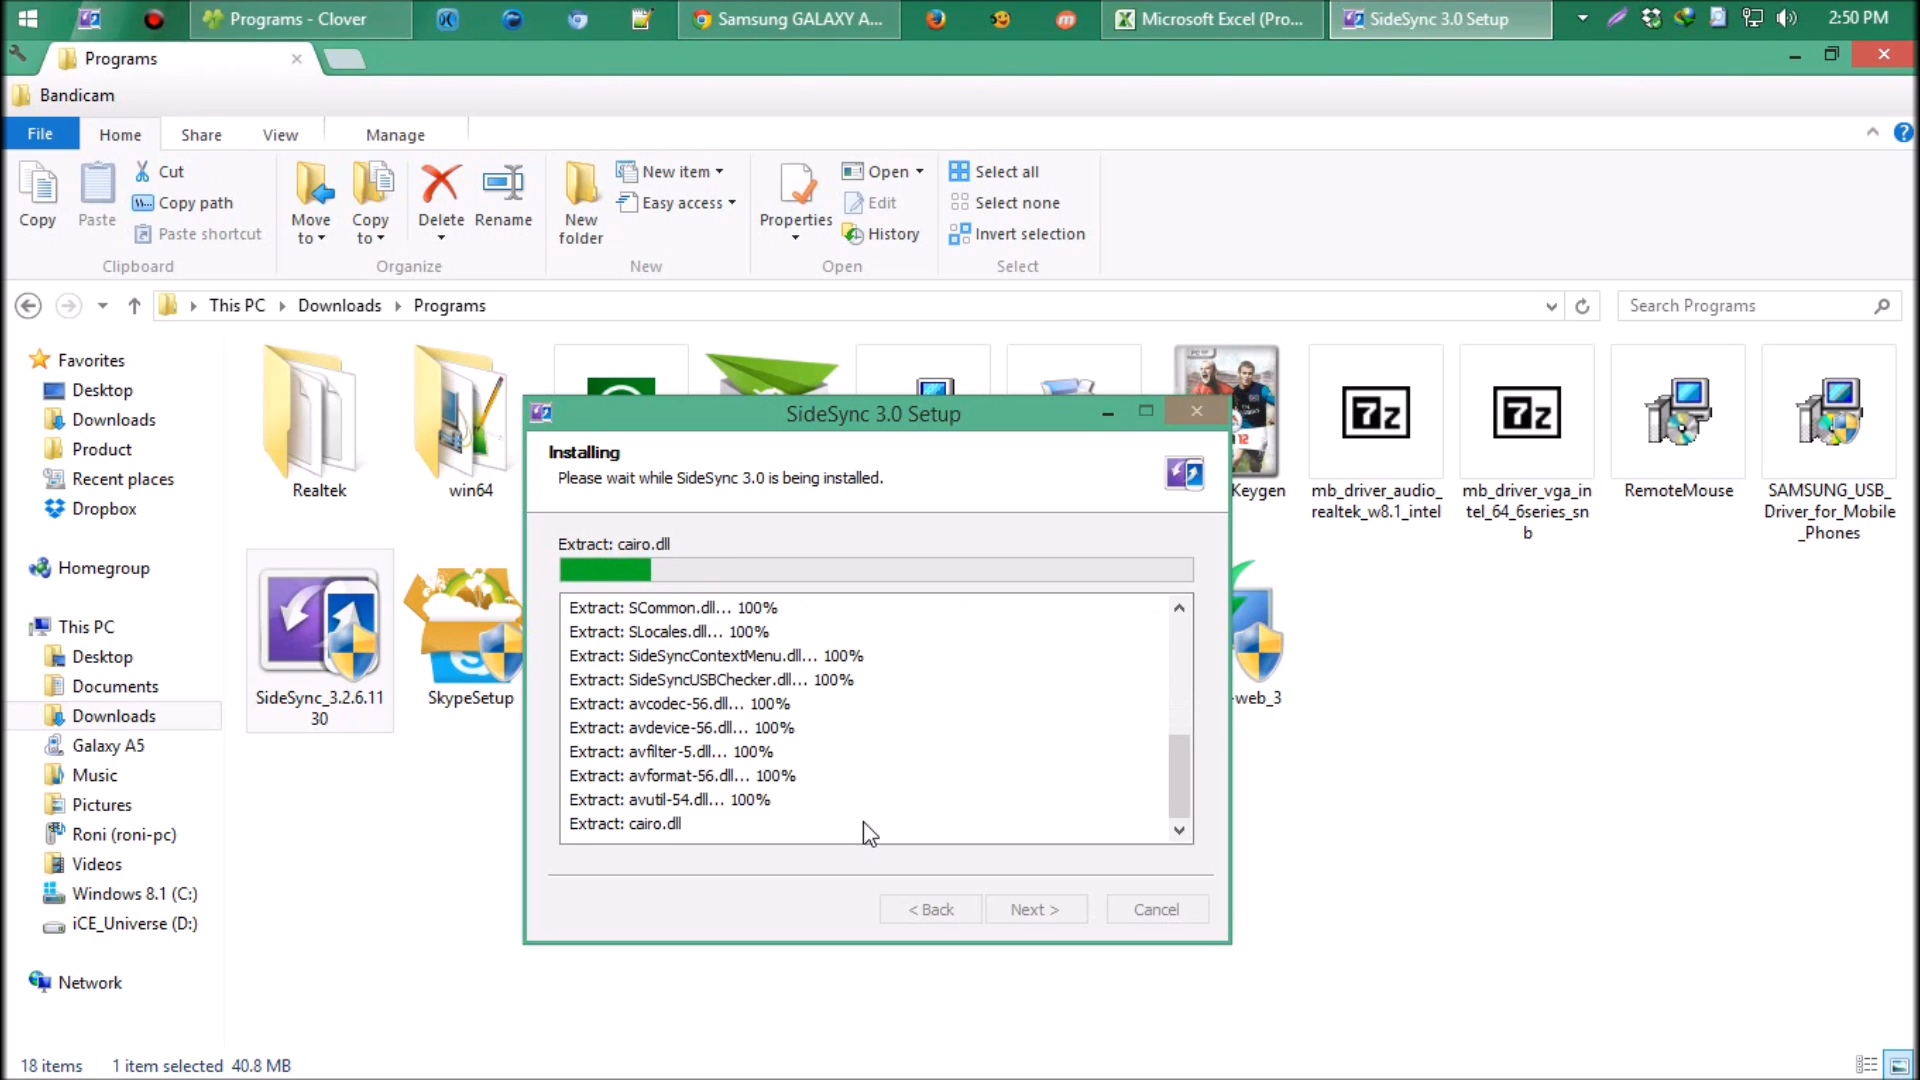 Programs - Clover
Samsung GALAXY A...
Microsoft Excel (Pro...
SideSync 3.0 Setup
2:50 PM
Programs
Bandicam
File
Home
Share
View
Manage
Copy
Paste
Cut
Copy path
Paste shortcut
Clipboard
Move
to
Copy
to
Delete
Rename
Organize
New
folder
New item
Easy access
New
Properties
Open
Edit
History
Open
Select all
Select none
Invert selection
Select
This PC
Downloads
Programs
Search Programs
Favorites
Desktop
Downloads
Product
Recent places
Dropbox
Homegroup
This PC
Desktop
Documents
Downloads
Galaxy A5
Music
Pictures
Roni (roni-pc)
Videos
Windows 8.1 (C:)
iCE_Universe (D:)
Network
Realtek
win64
Keygen
12
7z
mb_driver_audio_
realtek_w8.1_intel
7z
mb_driver_vga_in
tel_64_6series_sn
b
RemoteMouse
SAMSUNG_USB_
Driver_for_Mobile
_Phones
SideSync_3.2.6.11
30
SkypeSetup
-web_3
SideSync 3.0 Setup
Installing
Please wait while SideSync 3.0 is being installed.
Extract: cairo.dll
Extract: SCommon.dll... 100%
Extract: SLocales.dll... 100%
Extract: SideSyncContextMenu.dll... 100%
Extract: SideSyncUSBChecker.dll... 100%
Extract: avcodec-56.dll... 100%
Extract: avdevice-56.dll... 100%
Extract: avfilter-5.dll... 100%
Extract: avformat-56.dll... 100%
Extract: avutil-54.dll... 100%
Extract: cairo.dll
< Back
Next >
Cancel
18 items
1 item selected 40.8 MB